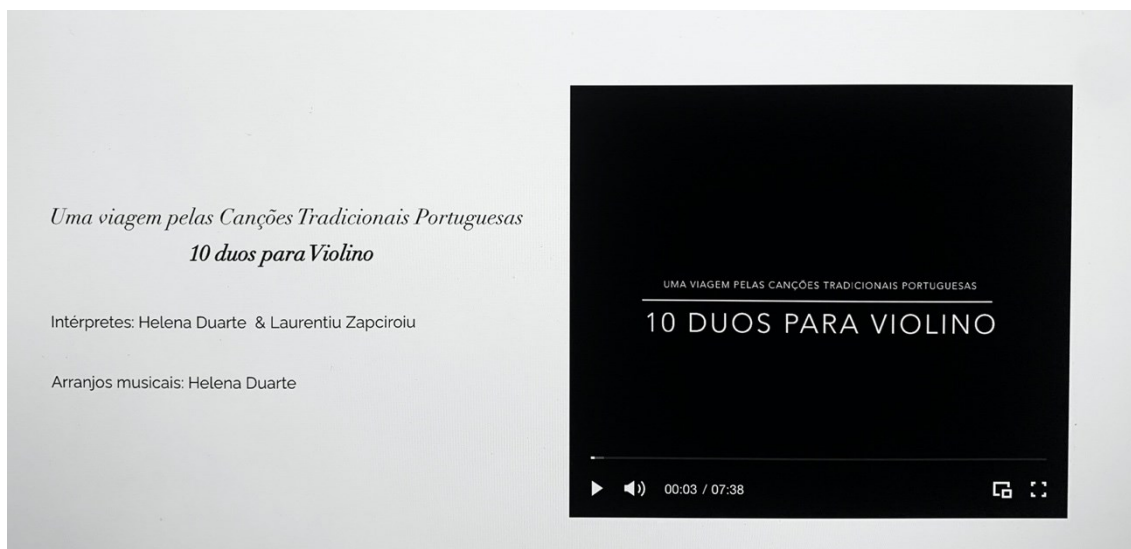 Uma viagem pelas Canções Tradicionais Portuguesas
10 duos para Violino
Intérpretes: Helena Duarte & Laurentiu Zapciroiu
Arranjos musicais: Helena Duarte
UMA VIAGEM PELAS CANÇÕES TRADICIONAIS PORTUGUESAS
10 DUOS PARA VIOLINO
00:03 / 07:38